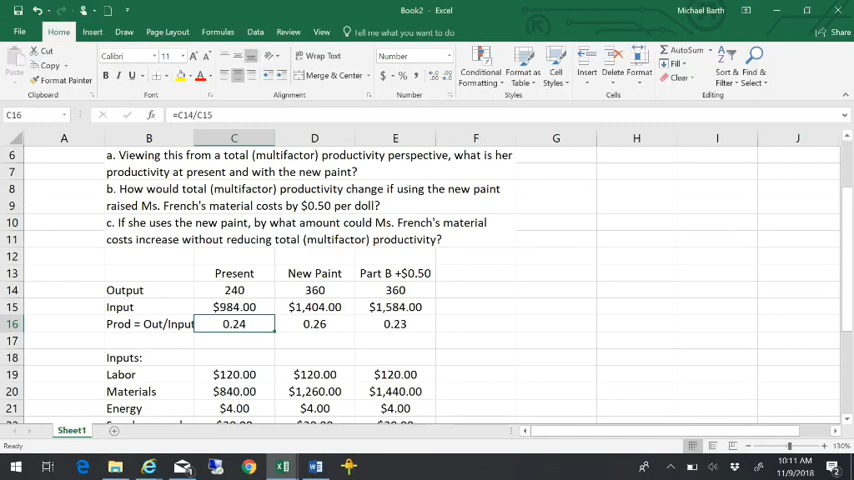 Book2 - Excel
Michael Barth
File Home Insert Draw Page Layout Formulas Data Review View Tell me what you want to do Share
Cut
Copy
Format Painter
Paste
Clipboard
Calibri 11
B I U
Font
Wrap Text
Merge & Center
Alignment
Number
$ % ,
Number
Conditional Formatting
Format as Table
Cell Styles
Styles
Insert Delete Format
Cells
AutoSum
Fill
Clear
Sort & Filter
Find & Select
Editing
C16 fx =C14/C15
A B C D E F G H I J
6 a. Viewing this from a total (multifactor) productivity perspective, what is her
7 productivity at present and with the new paint?
8 b. How would total (multifactor) productivity change if using the new paint
9 raised Ms. French's material costs by $0.50 per doll?
10 c. If she uses the new paint, by what amount could Ms. French's material
11 costs increase without reducing total (multifactor) productivity?
12
13 Present New Paint Part B +$0.50
14 Output 240 360 360
15 Input $984.00 $1,404.00 $1,584.00
16 Prod = Out/Input 0.24 0.26 0.23
17
18 Inputs:
19 Labor $120.00 $120.00 $120.00
20 Materials $840.00 $1,260.00 $1,440.00
21 Energy $4.00 $4.00 $4.00
Sheet1
Ready
130%
10:11 AM
11/9/2018